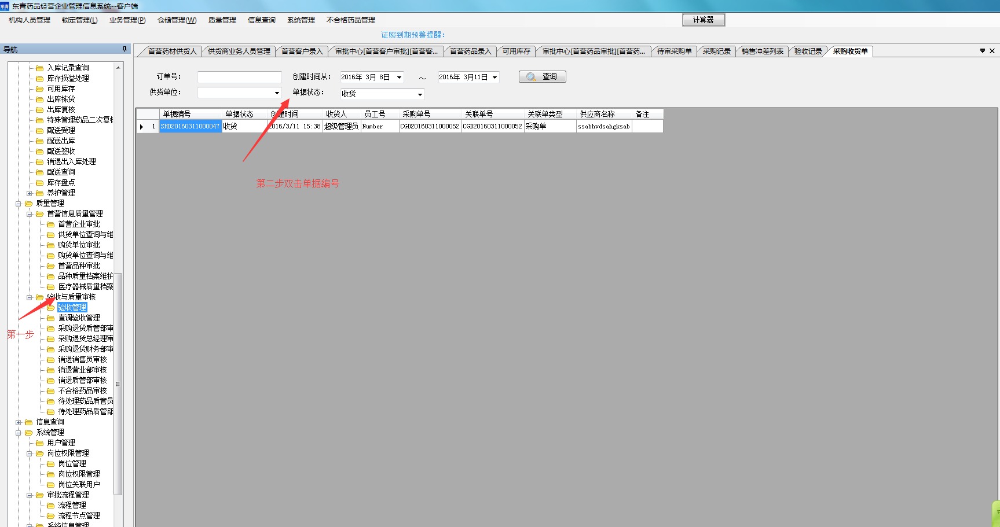 东青 东青药品经营企业管理信息系统--客户端
机构人员管理 锁定管理(L) 业务管理(P) 仓储管理(W) 质量管理 信息查询 系统管理 不合格药品管理 计算器
证照到期预警提醒：
导航
首营药材供货人 供货商业务人员管理 首营客户录入 审批中心[首营客户审批][首营客... 首营药品录入 可用库存 审批中心[首营药品审批][首营药... 待审采购单 采购记录 销售冲差列表 验收记录 采购收货单
订单号： 创建时间从： 2016年 3月 8日 ～ 2016年 3月11日 查询
供货单位： 单据状态： 收货
单据编号 单据状态 创建时间 收货人 员工号 采购单号 关联单号 关联单类型 供应商名称 备注
1 SHD20160311000047 收货 2016/3/11 15:38 超级管理员 Number CGD20160311000052 CGD20160311000052 采购单 ssabhvdsahgksab
第二步双击单据编号
入库记录查询
库存损溢处理
可用库存
出库拣货
出库复核
特殊管理药品二次复核
配送受理
配送出库
配送签收
销退出入库处理
配送查询
库存盘点
养护管理
质量管理
首营信息质量管理
首营企业审批
供货单位查询与维
购货单位审批
购货单位查询与维
首营品种审批
品种质量档案维护
医疗器械质量档案
验收与质量审核
验收管理
直调验收管理
采购退货质管部审
第一步
采购退货总经理审
采购退货财务部审
销退销售员审核
销退营业部审核
销退质管部审核
不合格药品审核
待处理药品质管员
待处理药品质管部
信息查询
系统管理
用户管理
岗位权限管理
岗位管理
岗位权限管理
岗位关联用户
审批流程管理
流程管理
流程节点管理
系统信息管理